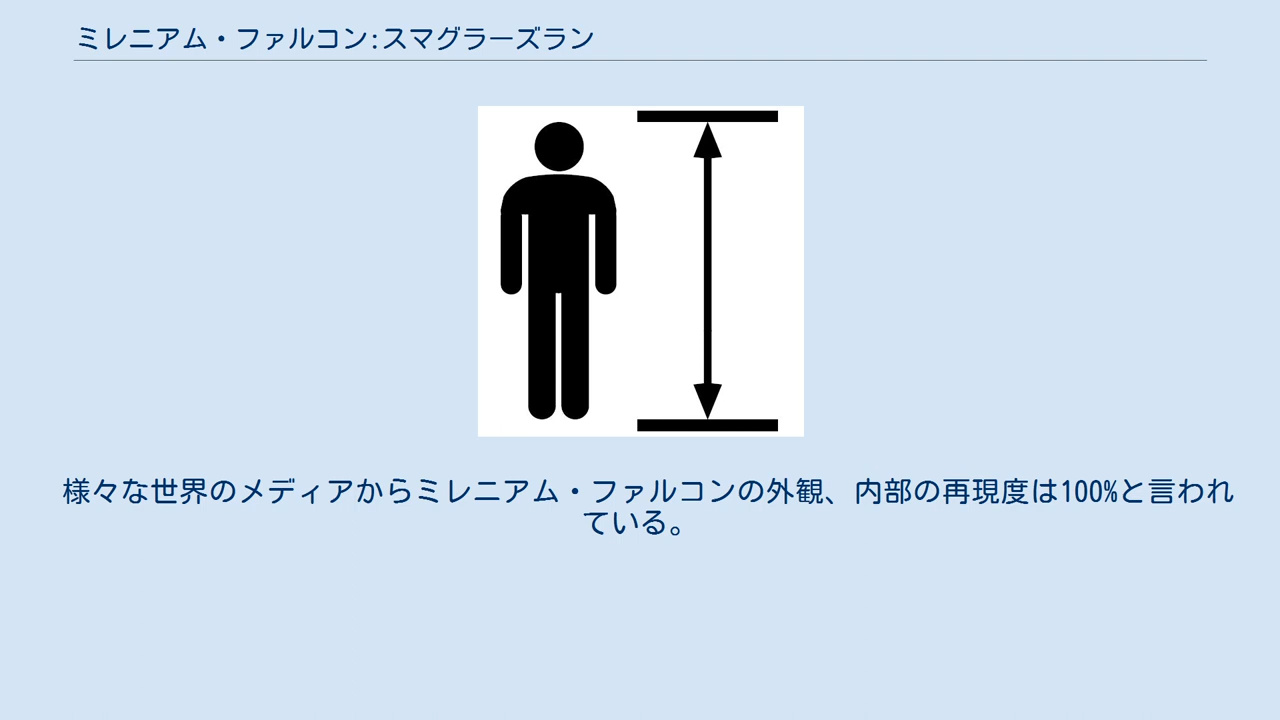 ミレニアム・ファルコン:スマグラーズラン
様々な世界のメディアからミレニアム・ファルコンの外観、内部の再現度は100%と言われ
ている。